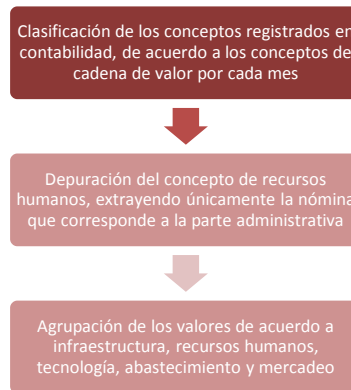 Clasificación de los conceptos registrados en
contabilidad, de acuerdo a los conceptos de
cadena de valor por cada mes
Depuración del concepto de recursos
humanos, extrayendo únicamente la nómina
que corresponde a la parte administrativa
Agrupación de los valores de acuerdo a
infraestructura, recursos humanos,
tecnología, abastecimiento y mercadeo